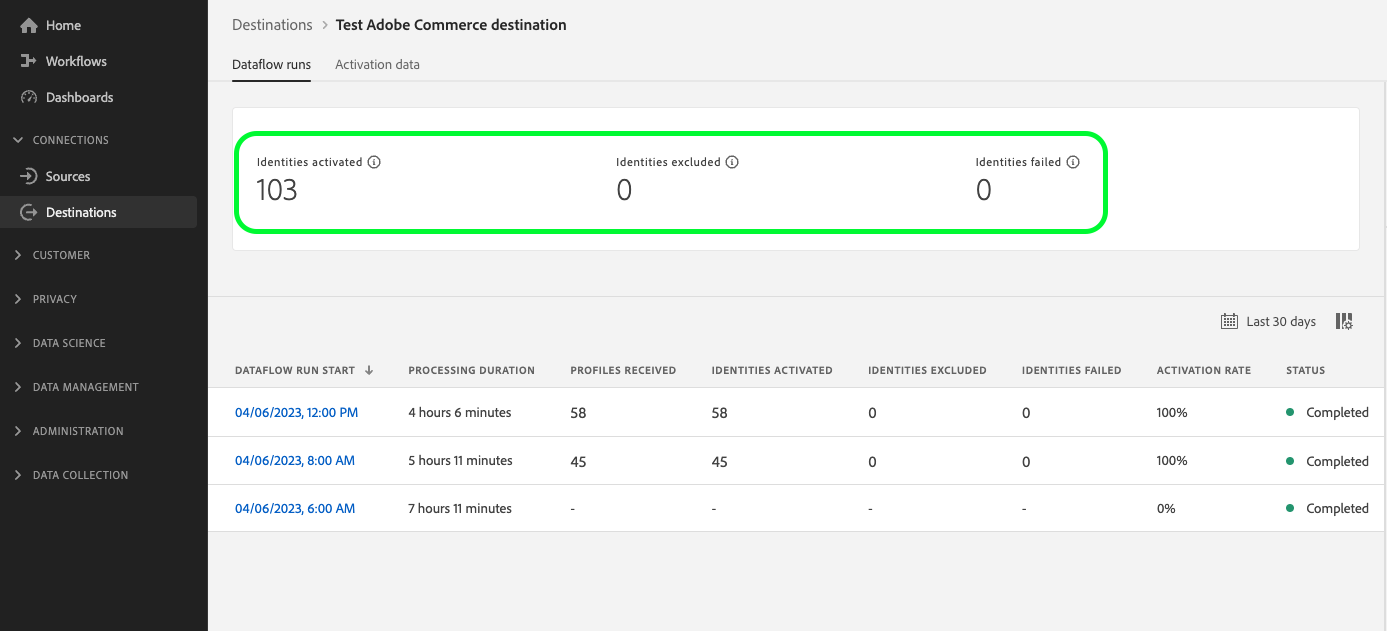 Home
Workflows
Dashboards
CONNECTIONS
Sources
Destinations
CUSTOMER
PRIVACY
DATA SCIENCE
DATA MANAGEMENT
ADMINISTRATION
DATA COLLECTION
Destinations > Test Adobe Commerce destination
Dataflow runs Activation data
Identities activated Identities excluded Identities failed
103 0 0
Last 30 days
DATAFLOW RUN START PROCESSING DURATION PROFILES RECEIVED IDENTITIES ACTIVATED IDENTITIES EXCLUDED IDENTITIES FAILED ACTIVATION RATE STATUS
04/06/2023, 12:00 PM 4 hours 6 minutes 58 58 0 0 100% Completed
04/06/2023, 8:00 AM 5 hours 11 minutes 45 45 0 0 100% Completed
04/06/2023, 6:00 AM 7 hours 11 minutes - - - - 0% Completed